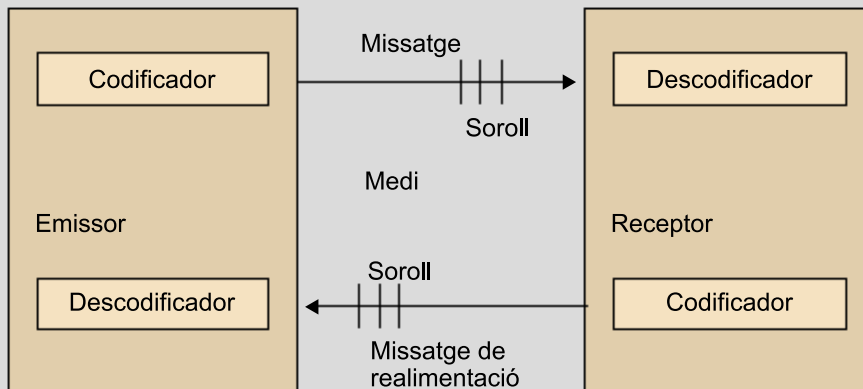 Missatge
Codificador
Descodificador
Soroll
Medi
Emissor
Receptor
Soroll
Descodificador
Codificador
Missatge de
realimentació